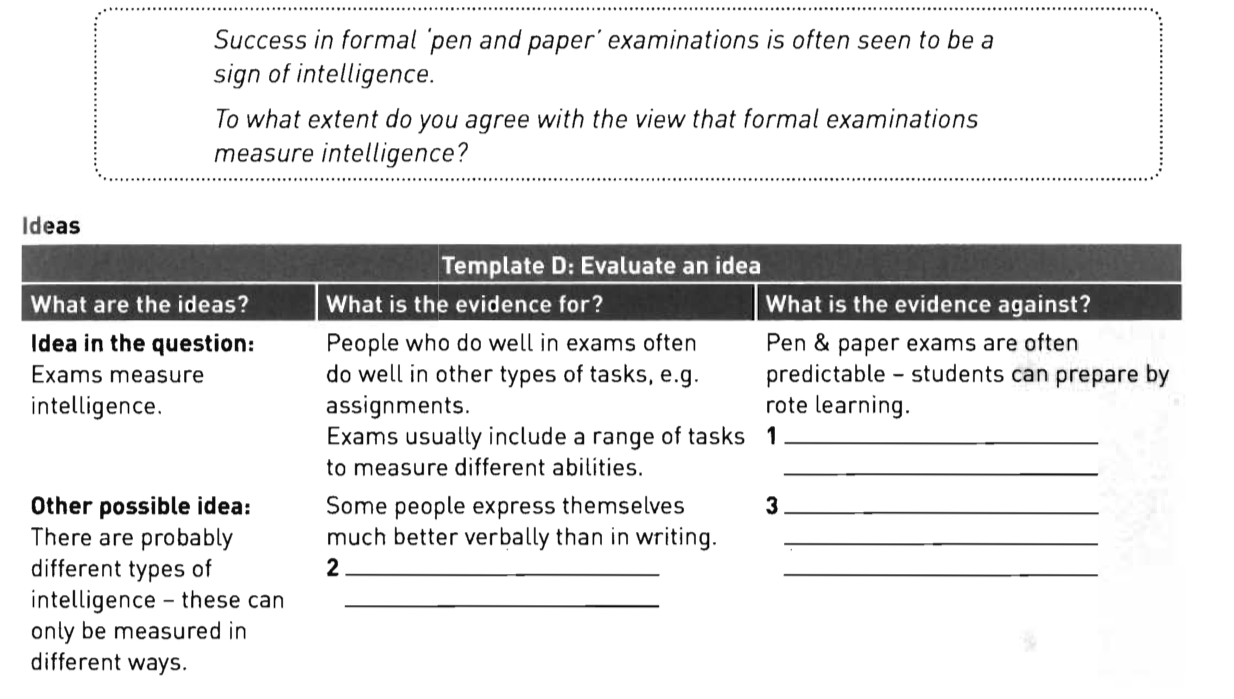 Success in formal ‘pen and paper’ examinations is often seen to be a
sign of intelligence.
To what extent do you agree with the view that formal examinations
measure intelligence?
Ideas
Template D: Evaluate an idea
What are the ideas?
What is the evidence for?
What is the evidence against?
Idea in the question:
Exams measure
intelligence.
People who do well in exams often
do well in other types of tasks, e.g.
assignments.
Exams usually include a range of tasks
to measure different abilities.
Pen & paper exams are often
predictable – students can prepare by
rote learning.
1
Other possible idea:
There are probably
different types of
intelligence – these can
only be measured in
different ways.
Some people express themselves
much better verbally than in writing.
2
3